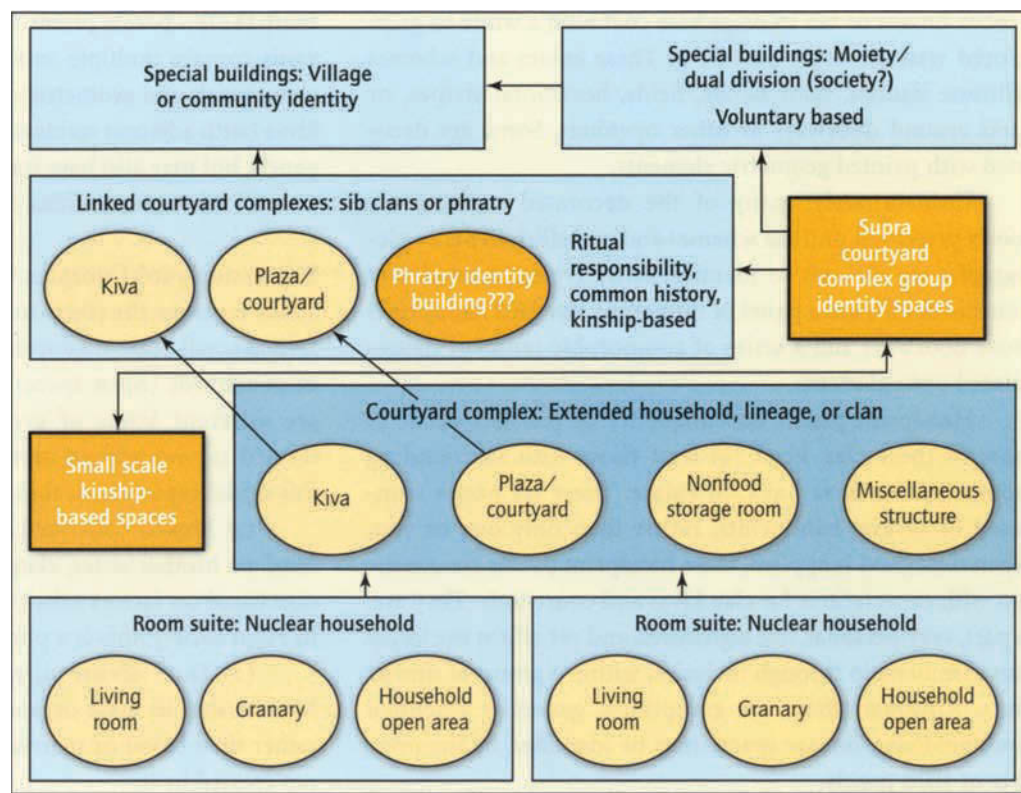 Special buildings: Village
or community identity
Special buildings: Moiety/
dual division (society?)
Voluntary based
Linked courtyard complexes: sib clans or phratry
Kiva
Plaza/
courtyard
Phratry identity
building???
Ritual
responsibility,
common history,
kinship-based
Supra
courtyard
complex group
identity spaces
Small scale
kinship-
based spaces
Courtyard complex: Extended household, lineage, or clan
Kiva
Plaza/
courtyard
Nonfood
storage room
Miscellaneous
structure
Room suite: Nuclear household
Living
room
Granary
Household
open area
Room suite: Nuclear household
Living
room
Granary
Household
open area